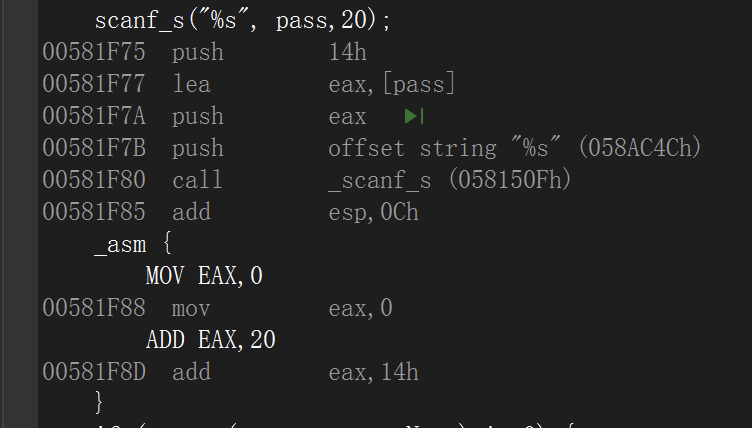 scanf_s("%s", pass,20);
00581F75 push 14h
00581F77 lea eax,[pass]
00581F7A push eax
00581F7B push offset string "%s" (058AC4Ch)
00581F80 call _scanf_s (058150Fh)
00581F85 add esp,0Ch
_asm {
MOV EAX,0
00581F88 mov eax,0
ADD EAX,20
00581F8D add eax,14h
}